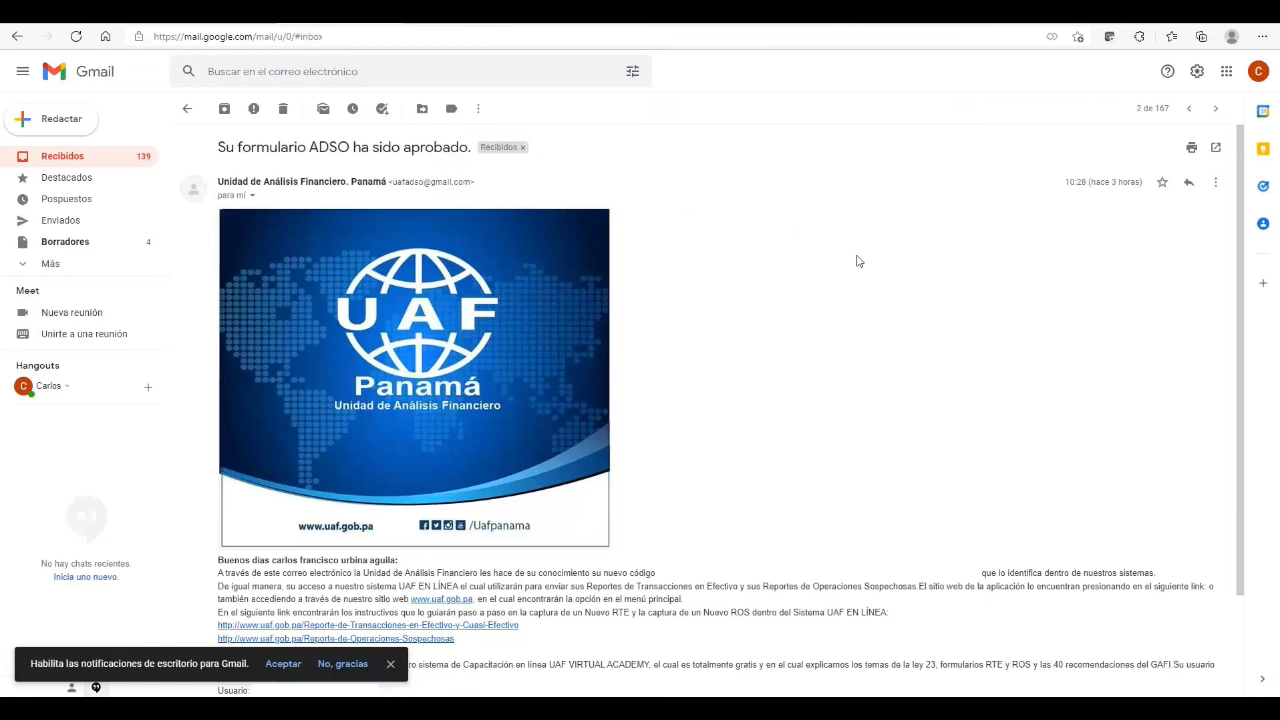 https://mail.google.com/mail/u/0/#inbox
Gmail
Buscar en el correo electrónico
C
Redactar
2 de 167
Recibidos 139
Destacados
Pospuestos
Enviados
Borradores 4
Más
Meet
Nueva reunión
Unirte a una reunión
Hangouts
C Carlos
No hay chats recientes.
Inicia uno nuevo.
Su formulario ADSO ha sido aprobado. Recibidos x
Unidad de Análisis Financiero. Panamá <uafadso@gmail.com>
10:28 (hace 3 horas)
para mí
UAF
Panamá
Unidad de Análisis Financiero
www.uaf.gob.pa /Uafpanama
Buenos días carlos francisco urbina aguila:
A través de este correo electrónico la Unidad de Análisis Financiero les hace de su conocimiento su nuevo código que lo identifica dentro de nuestros sistemas.
De igual manera, su acceso a nuestro sistema UAF EN LÍNEA el cual utilizarán para enviar sus Reportes de Transacciones en Efectivo y sus Reportes de Operaciones Sospechosas.El sitio web de la aplicación lo encuentran presionando en el siguiente link: o
también accediendo a través de nuestro sitio web www.uaf.gob.pa. en el cual encontrarán la opción en el menú principal.
En el siguiente link encontrarán los instructivos que lo guiarán paso a paso en la captura de un Nuevo RTE y la captura de un Nuevo ROS dentro del Sistema UAF EN LÍNEA:
http://www.uaf.gob.pa/Reporte-de-Transacciones-en-Efectivo-y-Cuasi-Efectivo
http://www.uaf.gob.pa/Reporte-de-Operaciones-Sospechosas
sistema de Capacitación en línea UAF VIRTUAL ACADEMY, el cual es totalmente gratis y en el cual explicamos los temas de la ley 23, formularios RTE y ROS y las 40 recomendaciones del GAFI.Su usuario
Usuario:
Habilita las notificaciones de escritorio para Gmail. Aceptar No, gracias